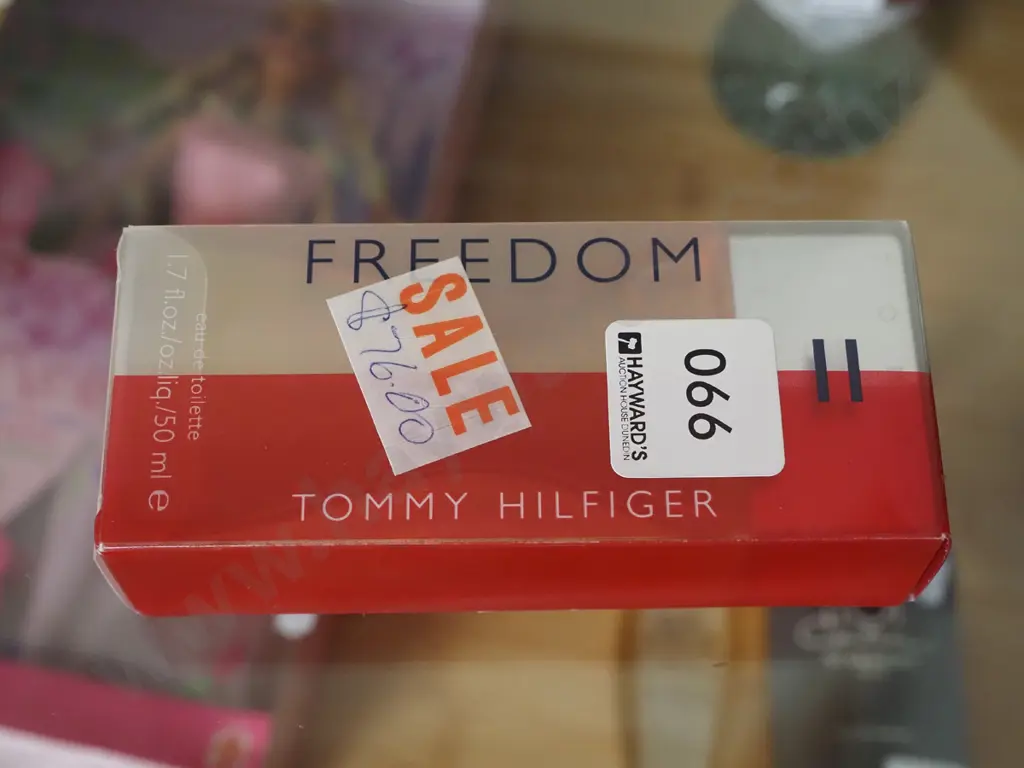 FREEDOM
SALE
$76.00
066
HAYWARD'S
AUCTION HOUSE DUNEDIN
TOMMY HILFIGER
eau de toilette
1.7 fl.oz/oz.liq./50 ml e